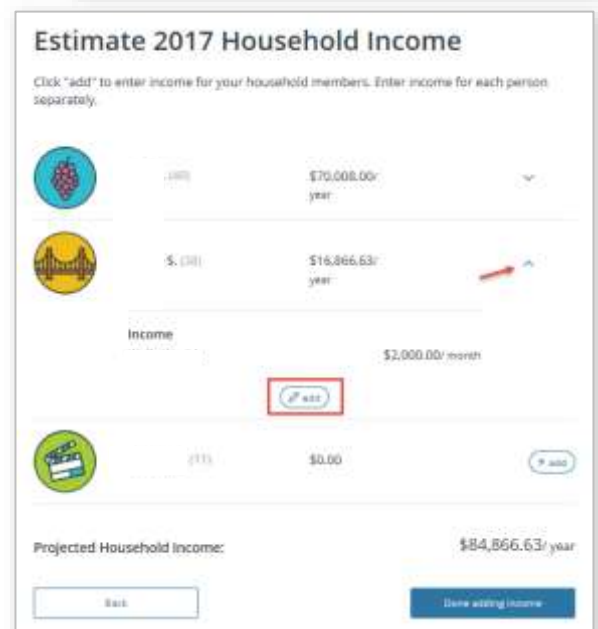 Estimate 2017 Household Income
Click "add" to enter income for your household members. Enter income for each person
separately.
$70,008.00/
year
S. (38)
$16,866.63/
year
Income
$2,000.00/ month
add
(11)
$0.00
add
Projected Household Income:
$84,866.63/ year
Back
Done adding income